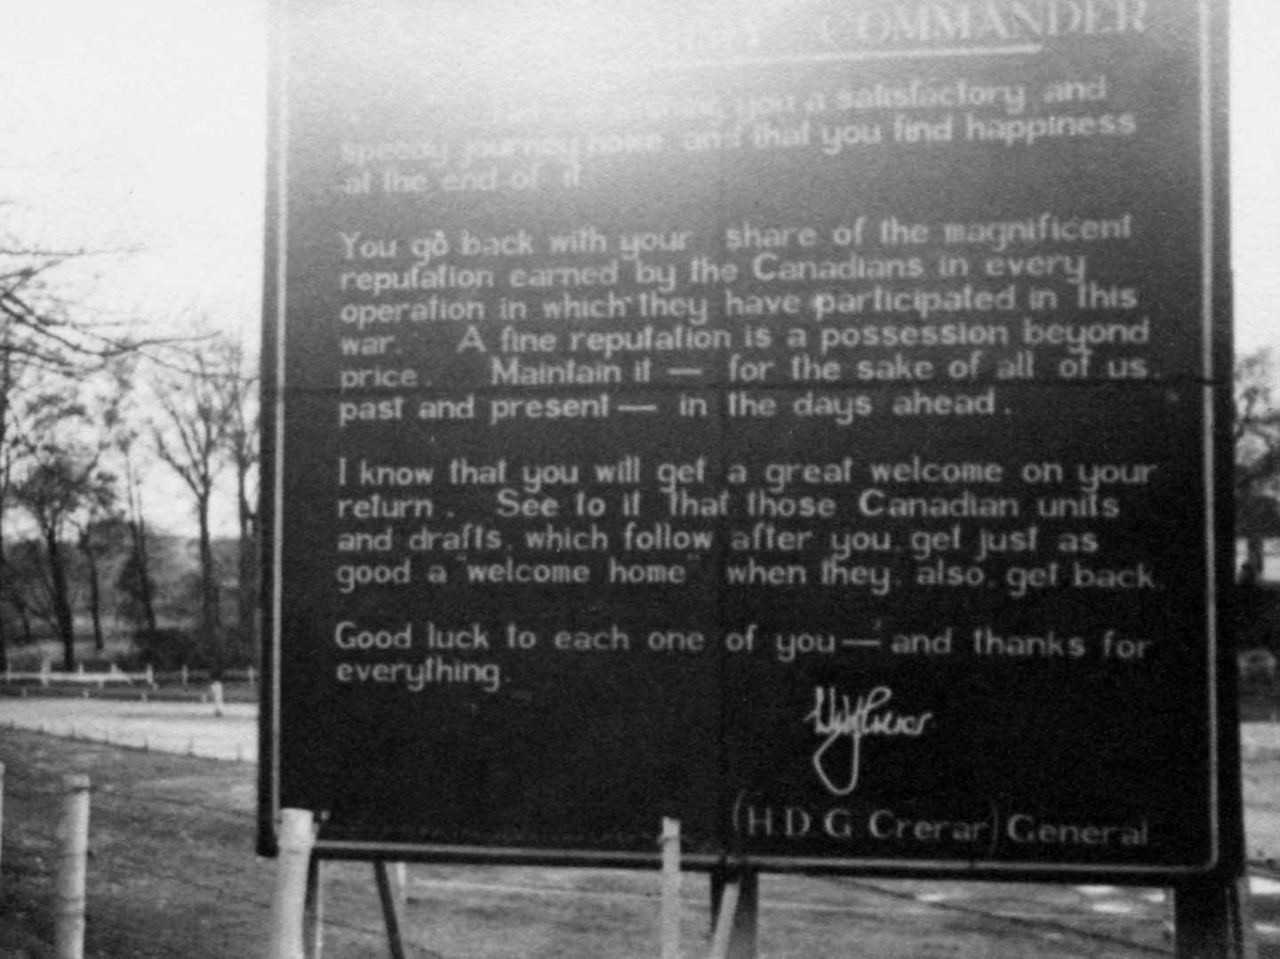 COMMANDER
you a satisfactory and
speedy journey home and that you find happiness
at the end of it
You go back with your share of the magnificent
reputation earned by the Canadians in every
operation in which they have participated in this
war. A fine reputation is a possession beyond
price. Maintain it — for the sake of all of us
past and present — in the days ahead.
I know that you will get a great welcome on your
return. See to it that those Canadian units
and drafts, which follow after you, get just as
good a "welcome home" when they, also, get back
Good luck to each one of you — and thanks for
everything.
(H D G Crerar) General